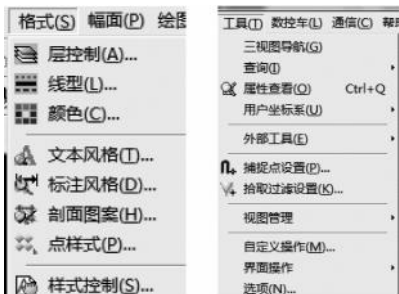 格式(S) 幅面(P) 绘图
层控制(A)...
线型(L)...
颜色(C)...
文本风格(T)...
标注风格(D)...
剖面图案(H)...
点样式(P)...
样式控制(S)...
工具(T) 数控车(L) 通信(C) 帮
三视图导航(G)
查询(I)
属性查看(O) Ctrl+Q
用户坐标系(U)
外部工具(E)
捕捉点设置(P)...
拾取过滤设置(K)...
视图管理
自定义操作(M)...
界面操作
选项(N)...